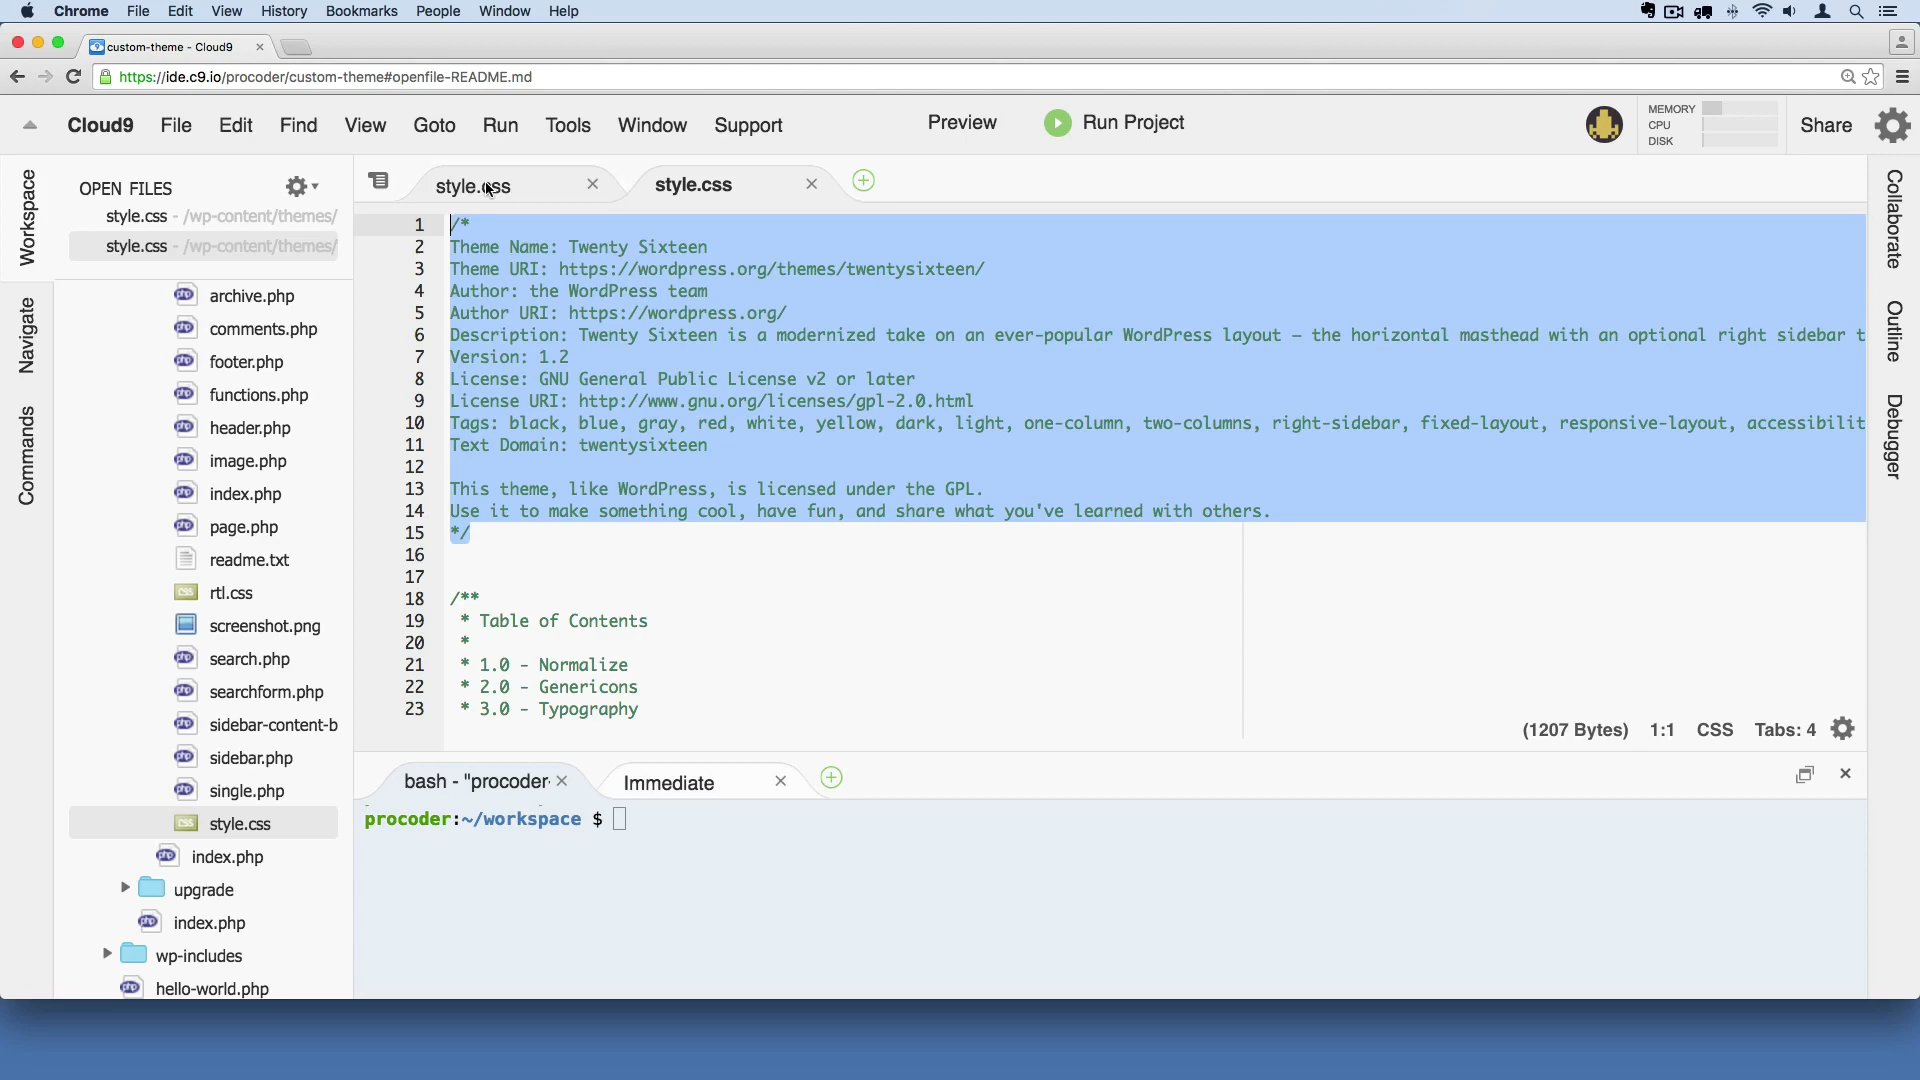 Chrome File Edit View History Bookmarks People Window Help
custom-theme - Cloud9
https://ide.c9.io/procoder/custom-theme#openfile-README.md
Cloud9 File Edit Find View Goto Run Tools Window Support Preview Run Project
MEMORY
CPU
DISK
Share
Workspace
Navigate
Commands
OPEN FILES
style.css - /wp-content/themes/
style.css - /wp-content/themes/
archive.php
comments.php
footer.php
functions.php
header.php
image.php
index.php
page.php
readme.txt
rtl.css
screenshot.png
search.php
searchform.php
sidebar-content-b
sidebar.php
single.php
style.css
index.php
upgrade
index.php
wp-includes
hello-world.php
style.css style.css
1 /*
2 Theme Name: Twenty Sixteen
3 Theme URI: https://wordpress.org/themes/twentysixteen/
4 Author: the WordPress team
5 Author URI: https://wordpress.org/
6 Description: Twenty Sixteen is a modernized take on an ever-popular WordPress layout — the horizontal masthead with an optional right sidebar t
7 Version: 1.2
8 License: GNU General Public License v2 or later
9 License URI: http://www.gnu.org/licenses/gpl-2.0.html
10 Tags: black, blue, gray, red, white, yellow, dark, light, one-column, two-columns, right-sidebar, fixed-layout, responsive-layout, accessibilit
11 Text Domain: twentysixteen
12
13 This theme, like WordPress, is licensed under the GPL.
14 Use it to make something cool, have fun, and share what you've learned with others.
15 */
16
17
18 /**
19 * Table of Contents
20 *
21 * 1.0 - Normalize
22 * 2.0 - Genericons
23 * 3.0 - Typography
(1207 Bytes) 1:1 CSS Tabs: 4
bash - "procoder- Immediate
procoder:~/workspace $
Collaborate
Outline
Debugger